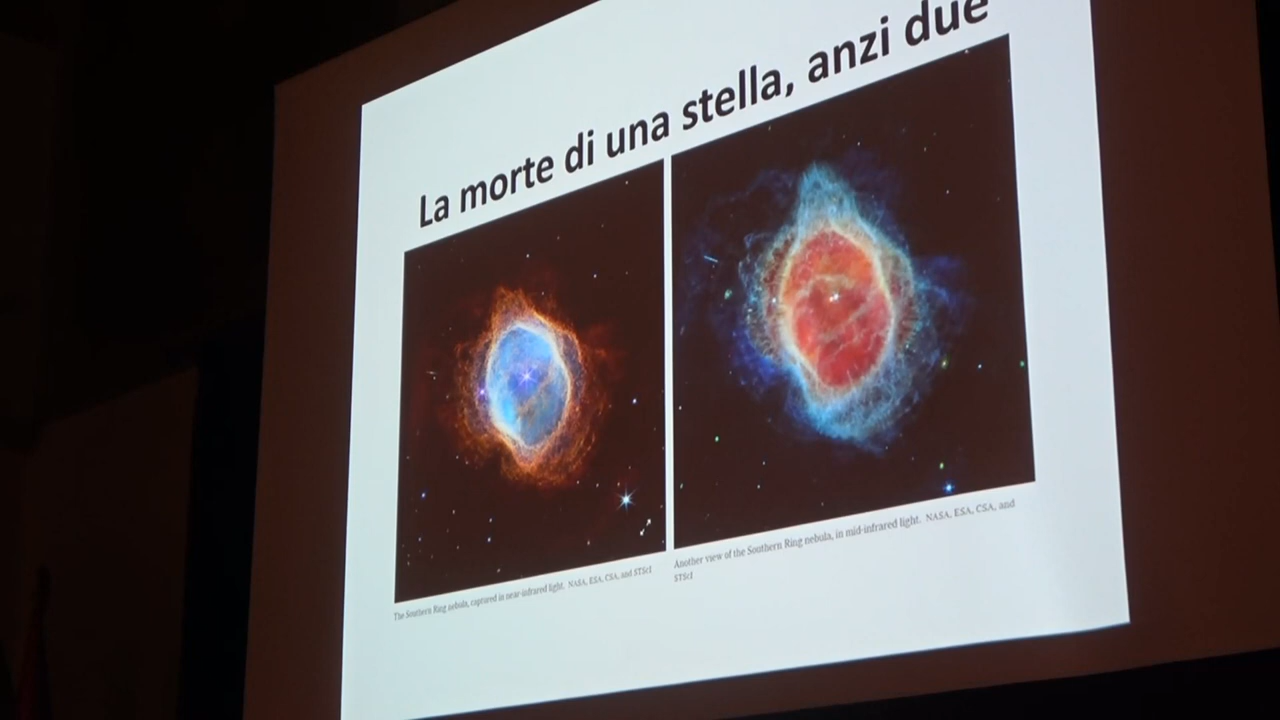 La morte di una stella, anzi due
The Southern Ring nebula, captured in near-infrared light. NASA, ESA, CSA, and STScI
Another view of the Southern Ring nebula, in mid-infrared light. NASA, ESA, CSA, and
STScI